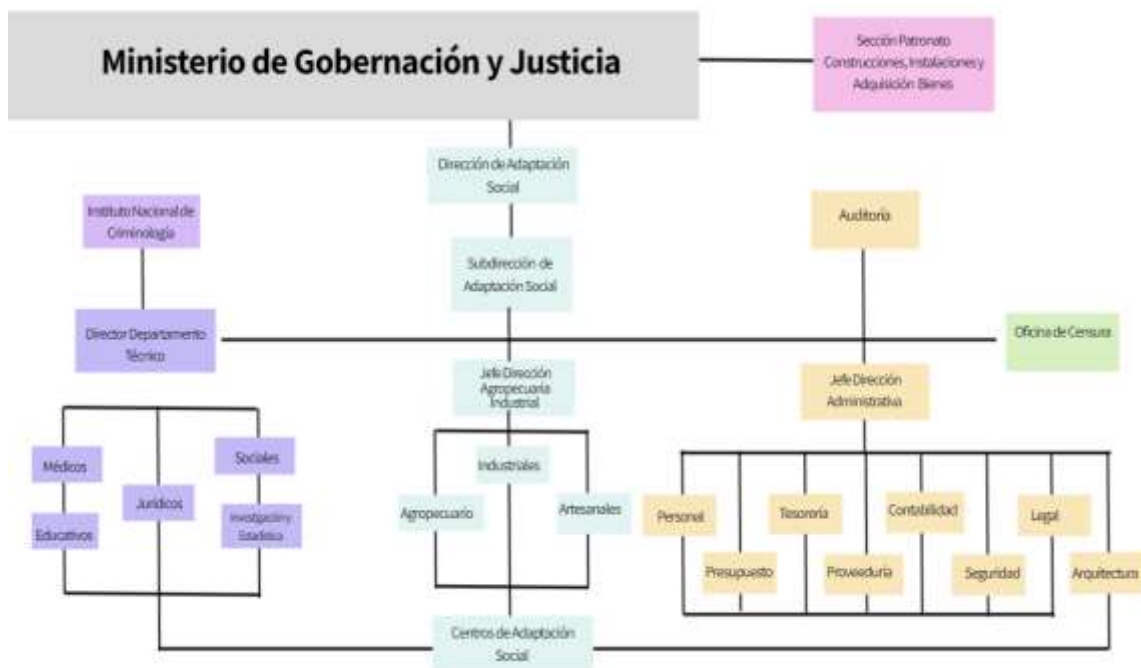 Ministerio de Gobernación y Justicia
Sección Patronato
Construcciones, Instalaciones y
Adquisición Bienes
Dirección de Adaptación
Social
Instituto Nacional de
Criminología
Auditoría
Subdirección de
Adaptación Social
Director Departamento
Técnico
Oficina de Censura
Jefe Dirección
Agropecuaria
Industrial
Jefe Dirección
Administrativa
Médicos
Sociales
Jurídicos
Educativos
Investigación y
Estadística
Industriales
Agropecuario
Artesanales
Personal
Tesorería
Contabilidad
Legal
Presupuesto
Proveeduría
Seguridad
Arquitectura
Centros de Adaptación
Social